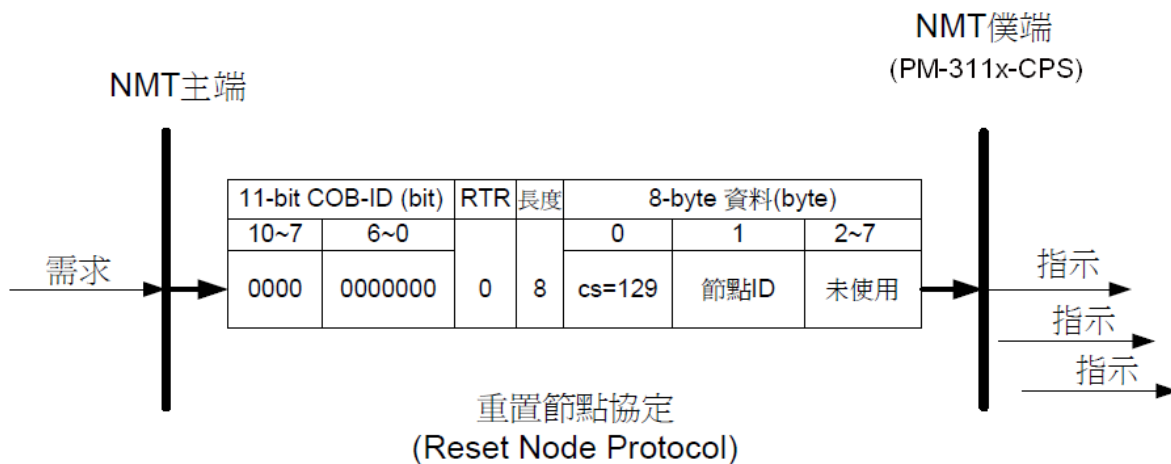 NMT僕端
(PM-311x-CPS)
NMT主端
11-bit COB-ID (bit) RTR 長度 8-byte 資料(byte)
10~7 6~0 0 1 2~7
需求 0000 0000000 0 8 cs=129 節點ID 未使用 指示
指示
指示
重置節點協定
(Reset Node Protocol)